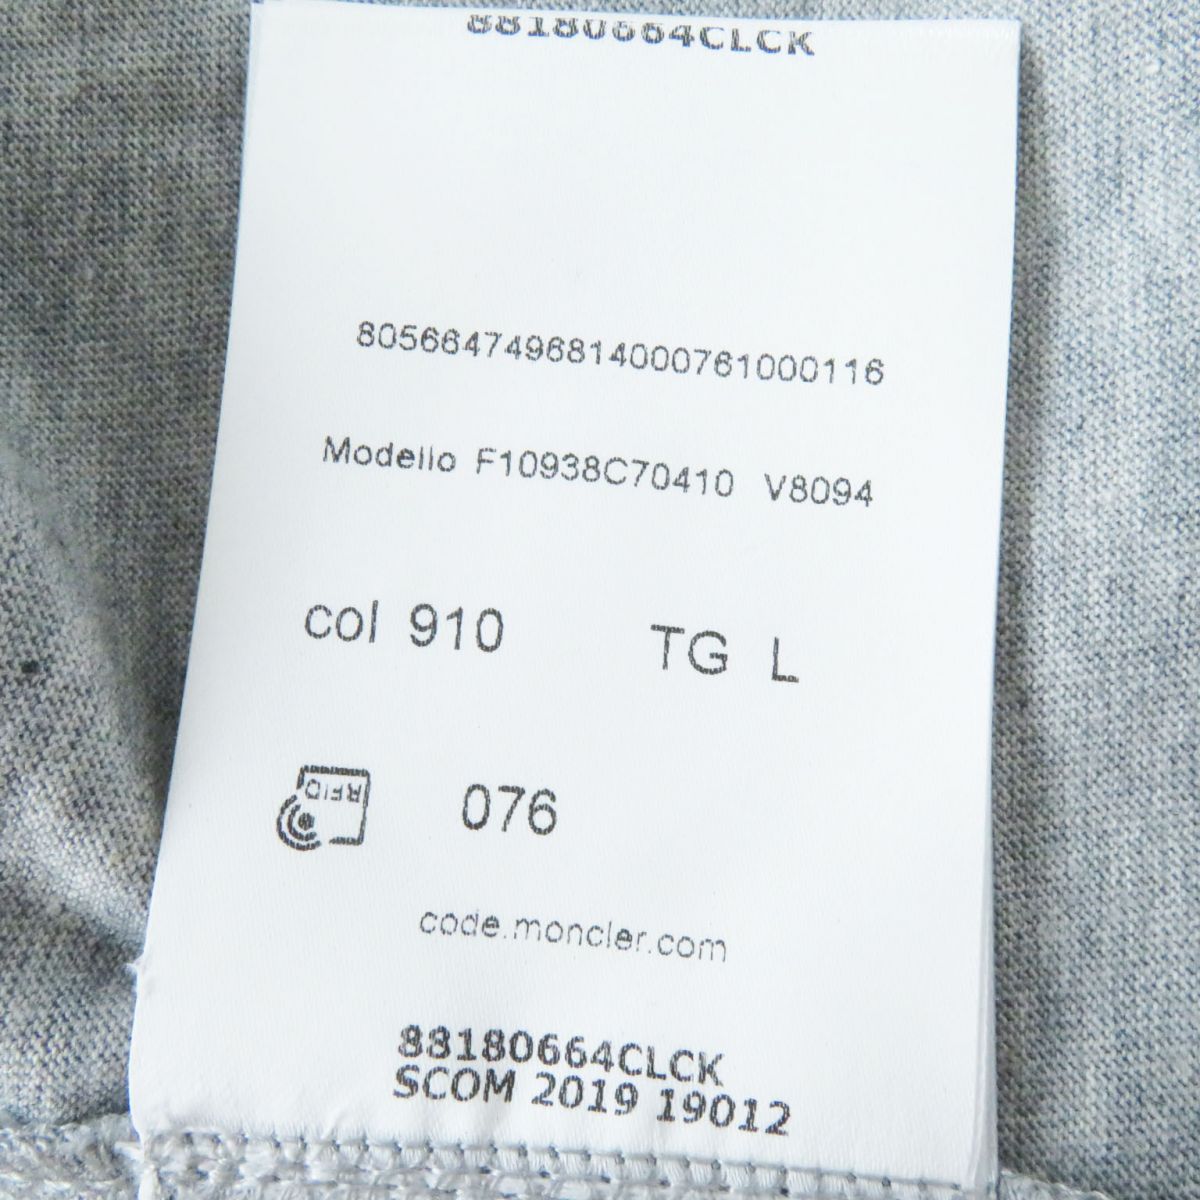 88180664CLCK
8056647496814000761000116
Modello F10938C70410 V8094
col 910 TG L
RFID 076
code.moncler.com
88180664CLCK
SCOM 2019 19012